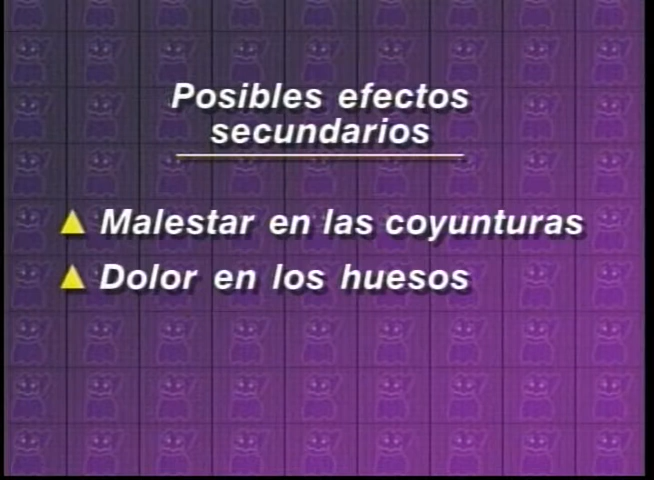 Posibles efectos
secundarios
Malestar en las coyunturas
Dolor en los huesos